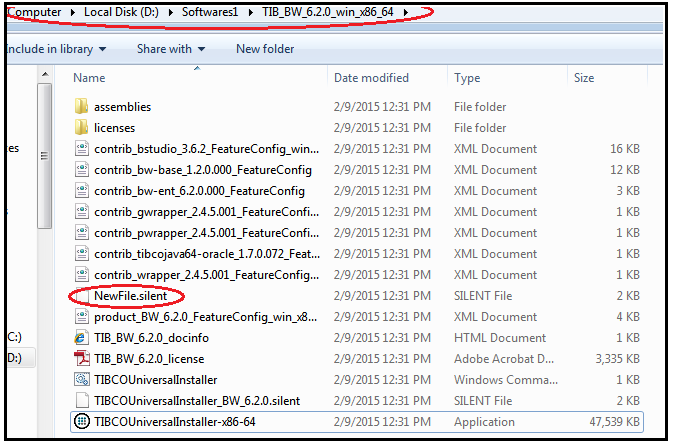 Computer ▸ Local Disk (D:) ▸ Softwares1 ▸ TIB_BW_6.2.0_win_x86_64 ▸
Include in library Share with New folder
Name Date modified Type Size
assemblies 2/9/2015 12:31 PM File folder
licenses 2/9/2015 12:31 PM File folder
contrib_bstudio_3.6.2_FeatureConfig_win... 2/9/2015 12:31 PM XML Document 16 KB
contrib_bw-base_1.2.0.000_FeatureConfig 2/9/2015 12:31 PM XML Document 12 KB
contrib_bw-ent_6.2.0.000_FeatureConfig 2/9/2015 12:31 PM XML Document 3 KB
contrib_gwrapper_2.4.5.001_FeatureConfi... 2/9/2015 12:31 PM XML Document 1 KB
contrib_pwrapper_2.4.5.001_FeatureConfi... 2/9/2015 12:31 PM XML Document 1 KB
contrib_tibcojava64-oracle_1.7.0.072_Feat... 2/9/2015 12:31 PM XML Document 1 KB
contrib_wrapper_2.4.5.001_FeatureConfig... 2/9/2015 12:31 PM XML Document 1 KB
NewFile.silent 2/9/2015 12:31 PM SILENT File 2 KB
product_BW_6.2.0_FeatureConfig_win_x8... 2/9/2015 12:31 PM XML Document 4 KB
C:) TIB_BW_6.2.0_docinfo 2/9/2015 12:31 PM HTML Document 1 KB
D:) TIB_BW_6.2.0_license 2/9/2015 12:31 PM Adobe Acrobat D... 3,335 KB
TIBCOUniversalInstaller 2/9/2015 12:31 PM Windows Comma... 1 KB
TIBCOUniversalInstaller_BW_6.2.0.silent 2/9/2015 12:31 PM SILENT File 2 KB
TIBCOUniversalInstaller-x86-64 2/9/2015 12:31 PM Application 47,539 KB